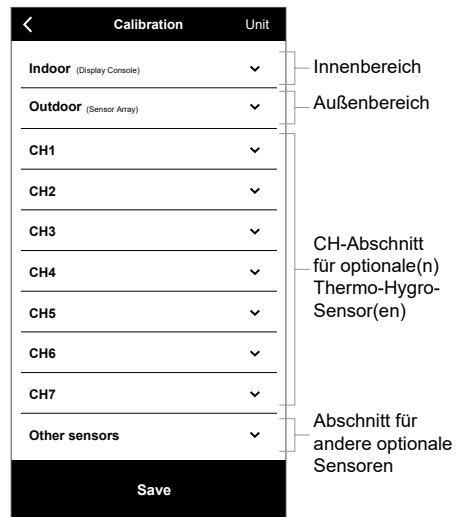 Calibration Unit
Indoor (Display Console)
Innenbereich
Outdoor (Sensor Array)
Außenbereich
CH1
CH2
CH3
CH4
CH5
CH6
CH7
CH-Abschnitt
für optionale(n)
Thermo-Hygro-
Sensor(en)
Other sensors
Abschnitt für
andere optionale
Sensoren
Save